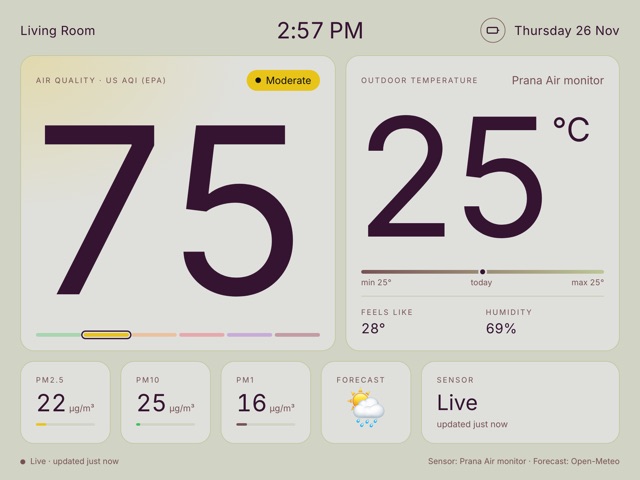 Living Room
2:57 PM
Thursday 26 Nov
AIR QUALITY · US AQI (EPA)
Moderate
75
OUTDOOR TEMPERATURE
Prana Air monitor
25 °C
min 25°
today
max 25°
FEELS LIKE
28°
HUMIDITY
69%
PM2.5
22 µg/m³
PM10
25 µg/m³
PM1
16 µg/m³
FORECAST
SENSOR
Live
updated just now
Live · updated just now
Sensor: Prana Air monitor · Forecast: Open-Meteo